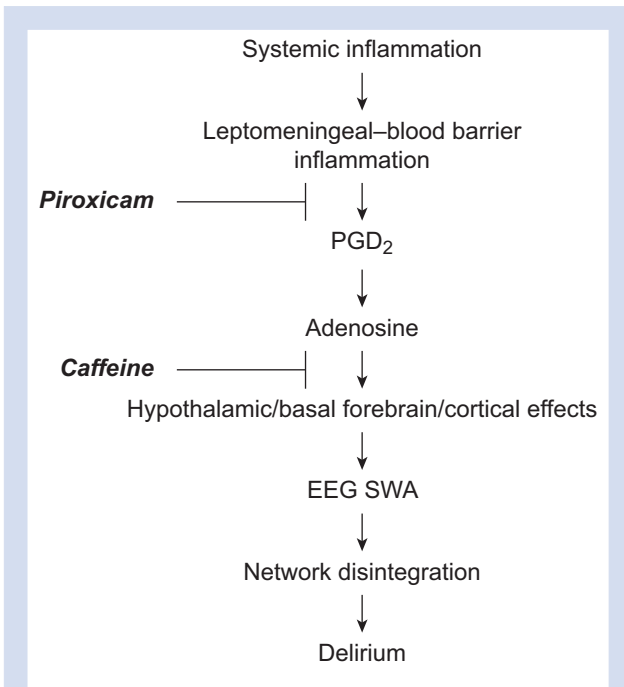 Systemic inflammation
Leptomeningeal–blood barrier
inflammation
Piroxicam
PGD₂
Adenosine
Caffeine
Hypothalamic/basal forebrain/cortical effects
EEG SWA
Network disintegration
Delirium